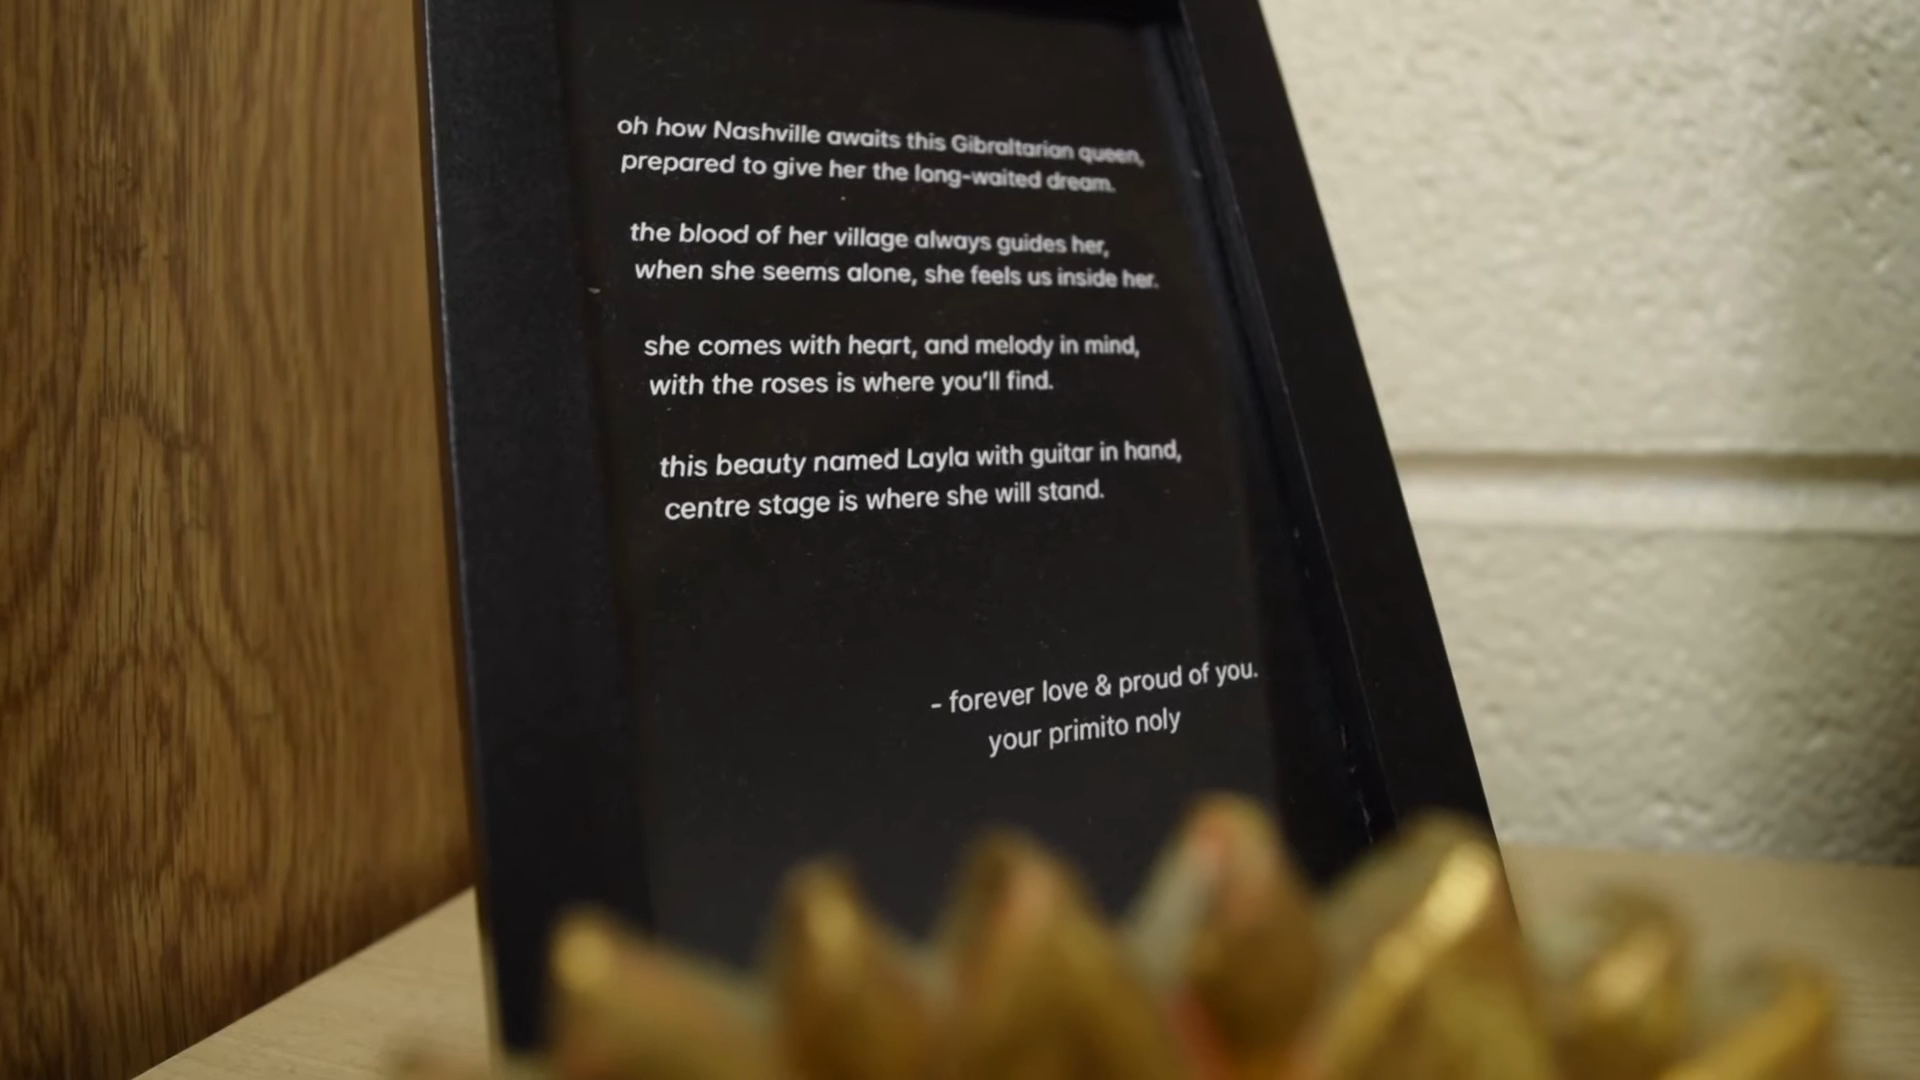 oh how Nashville awaits this Gibraltarian queen,
prepared to give her the long-waited dream.
the blood of her village always guides her,
when she seems alone, she feels us inside her.
she comes with heart, and melody in mind,
with the roses is where you'll find.
this beauty named Layla with guitar in hand,
centre stage is where she will stand.
- forever love & proud of you.
your primito noly